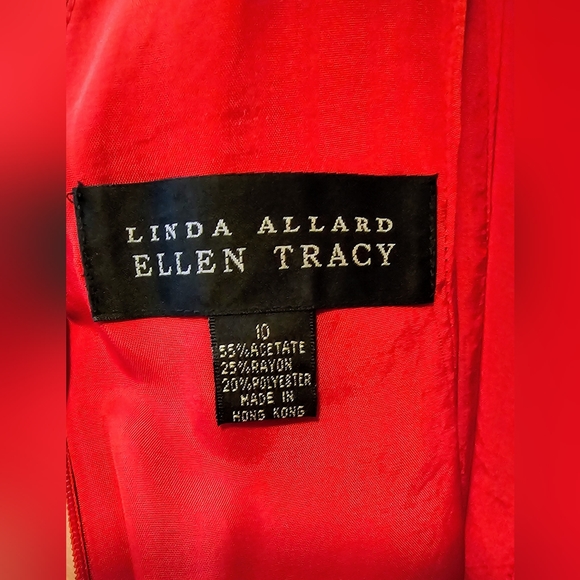 LINDA ALLARD
ELLEN TRACY
10
55% ACETATE
25% RAYON
20% POLYESTER
MADE IN
HONG KONG